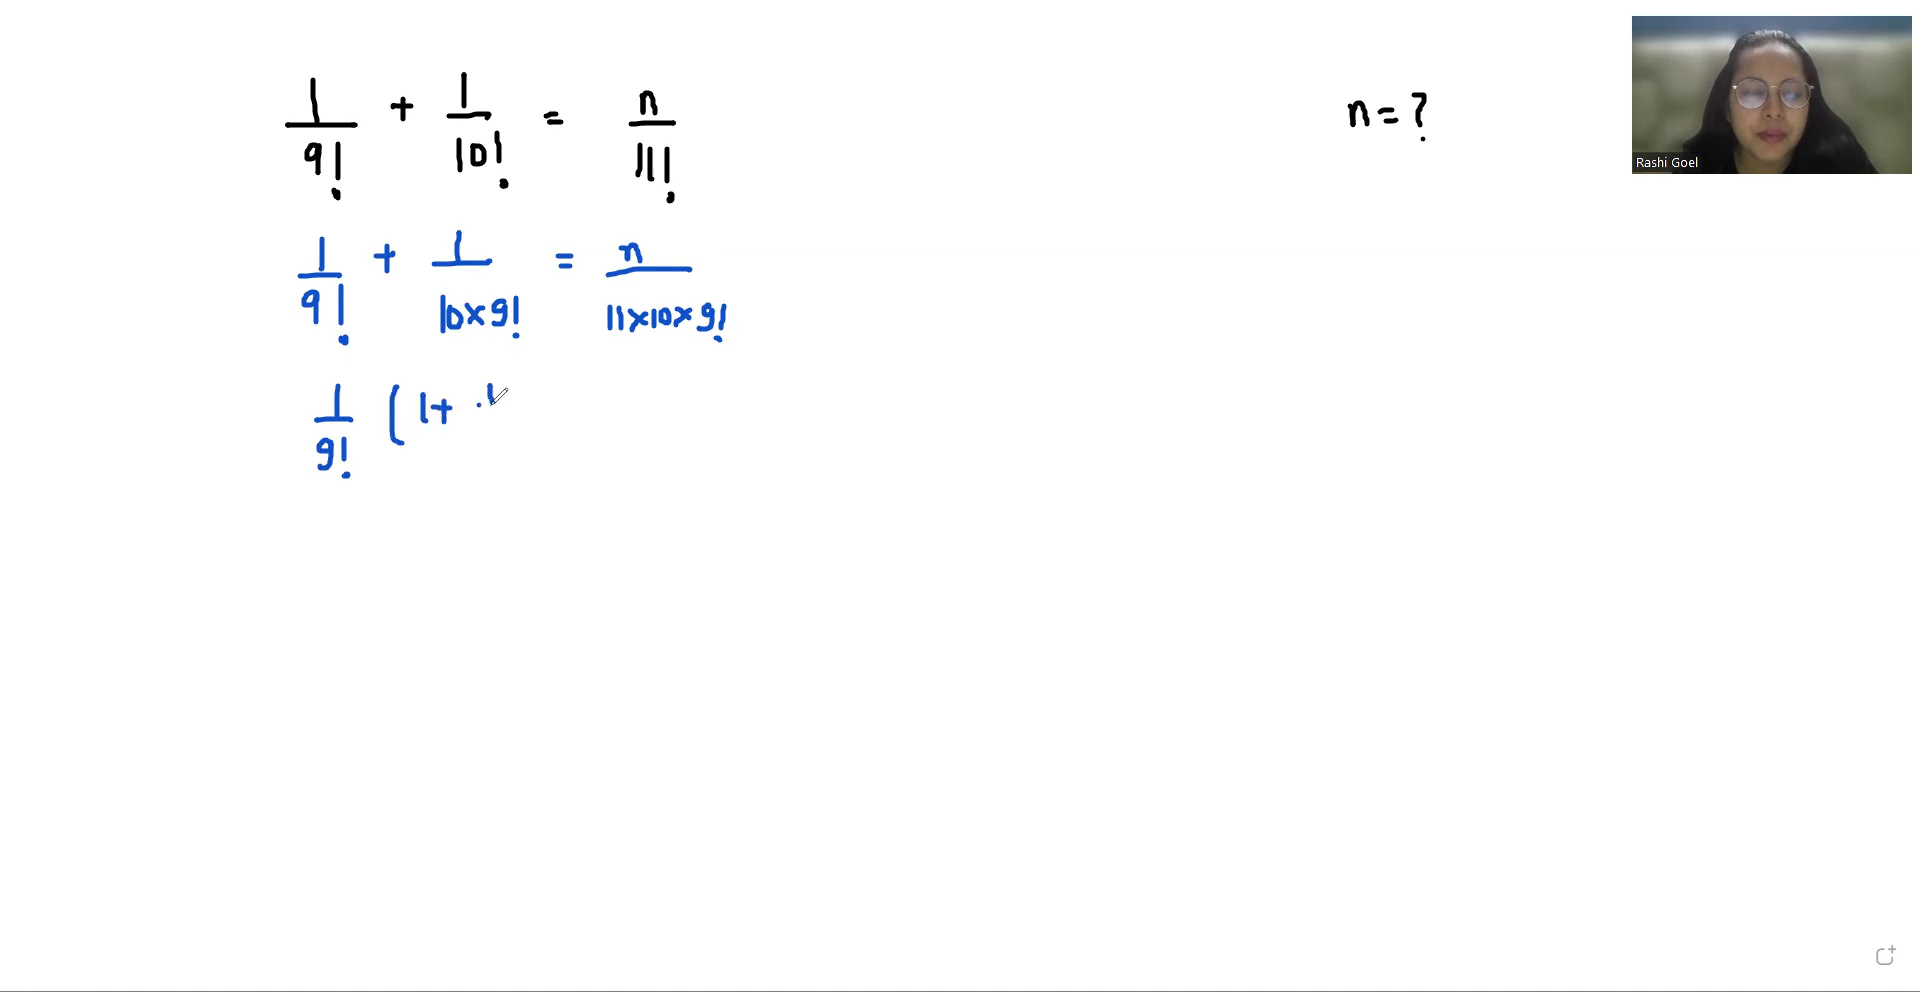 1/9! + 1/10! = n/11!
n = ?
Rashi Goel
1/9! + 1/10×9! = n/11×10×9!
1/9! (1+